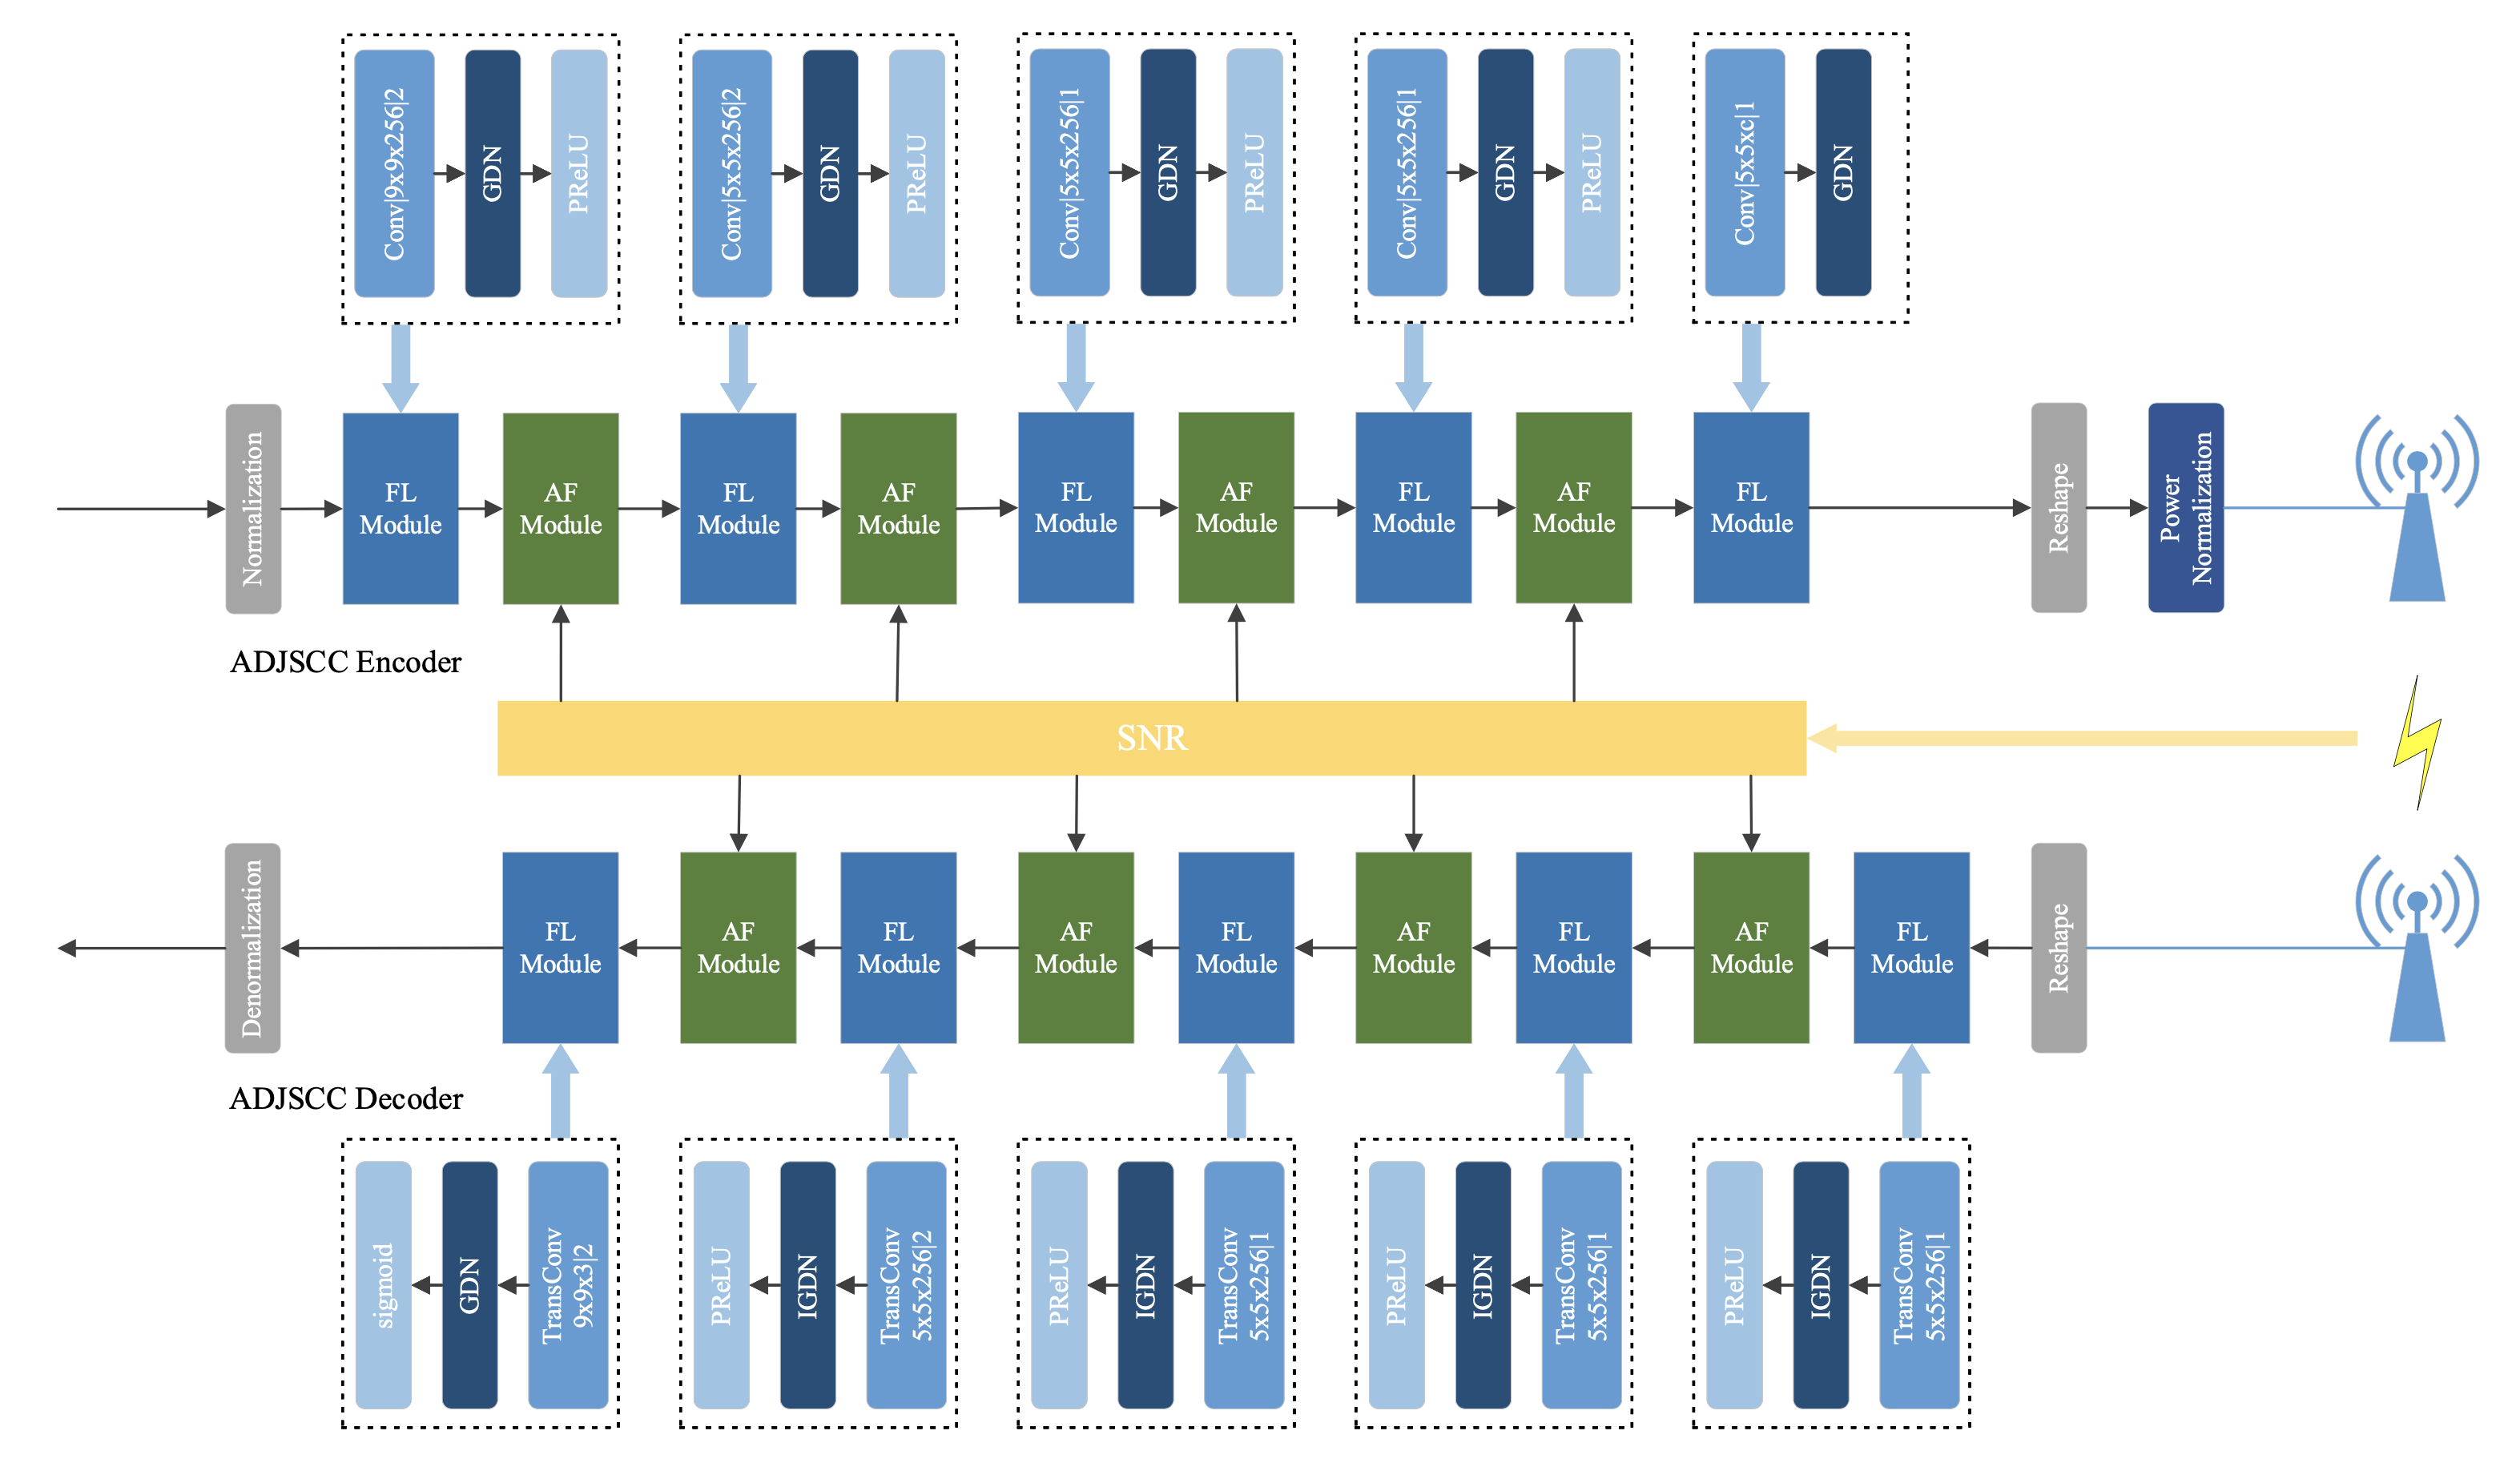 Conv|9x9x256|2
GDN
PReLU
Conv|5x5x256|2
GDN
PReLU
Conv|5x5x256|1
GDN
PReLU
Conv|5x5x256|1
GDN
PReLU
Conv|5x5xc|1
GDN
Normalization
FL
Module
AF
Module
FL
Module
AF
Module
FL
Module
AF
Module
FL
Module
AF
Module
FL
Module
Reshape
Power
Normalization
ADJSCC Encoder
SNR
Denormalization
FL
Module
AF
Module
FL
Module
AF
Module
FL
Module
AF
Module
FL
Module
AF
Module
FL
Module
Reshape
ADJSCC Decoder
sigmoid
GDN
TransConv
9x9x3|2
PReLU
IGDN
TransConv
5x5x256|2
PReLU
IGDN
TransConv
5x5x256|1
PReLU
IGDN
TransConv
5x5x256|1
PReLU
IGDN
TransConv
5x5x256|1